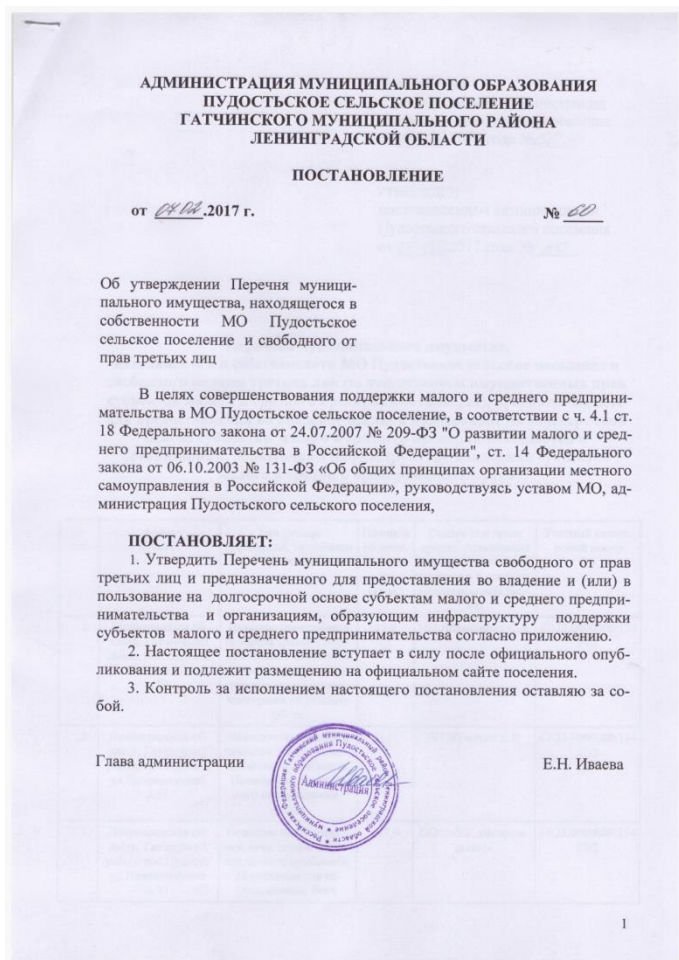 АДМИНИСТРАЦИЯ МУНИЦИПАЛЬНОГО ОБРАЗОВАНИЯ
ПУДОСТЬСКОЕ СЕЛЬСКОЕ ПОСЕЛЕНИЕ
ГАТЧИНСКОГО МУНИЦИПАЛЬНОГО РАЙОНА
ЛЕНИНГРАДСКОЙ ОБЛАСТИ
ПОСТАНОВЛЕНИЕ
от 07.02.2017 г. № 60
Об утверждении Перечня муници-
пального имущества, находящегося в
собственности МО Пудостьское
сельское поселение и свободного от
прав третьих лиц
В целях совершенствования поддержки малого и среднего предприни-
мательства в МО Пудостьское сельское поселение, в соответствии с ч. 4.1 ст.
18 Федерального закона от 24.07.2007 № 209-ФЗ "О развитии малого и сред-
него предпринимательства в Российской Федерации", ст. 14 Федерального
закона от 06.10.2003 № 131-ФЗ «Об общих принципах организации местного
самоуправления в Российской Федерации», руководствуясь уставом МО, ад-
министрация Пудостьского сельского поселения,
ПОСТАНОВЛЯЕТ:
1. Утвердить Перечень муниципального имущества свободного от прав
третьих лиц и предназначенного для предоставления во владение и (или) в
пользование на долгосрочной основе субъектам малого и среднего предпри-
нимательства и организациям, образующим инфраструктуру поддержки
субъектов малого и среднего предпринимательства согласно приложению.
2. Настоящее постановление вступает в силу после официального опуб-
ликования и подлежит размещению на официальном сайте поселения.
3. Контроль за исполнением настоящего постановления оставляю за со-
бой.
Глава администрации Е.Н. Иваева
Администрация
1